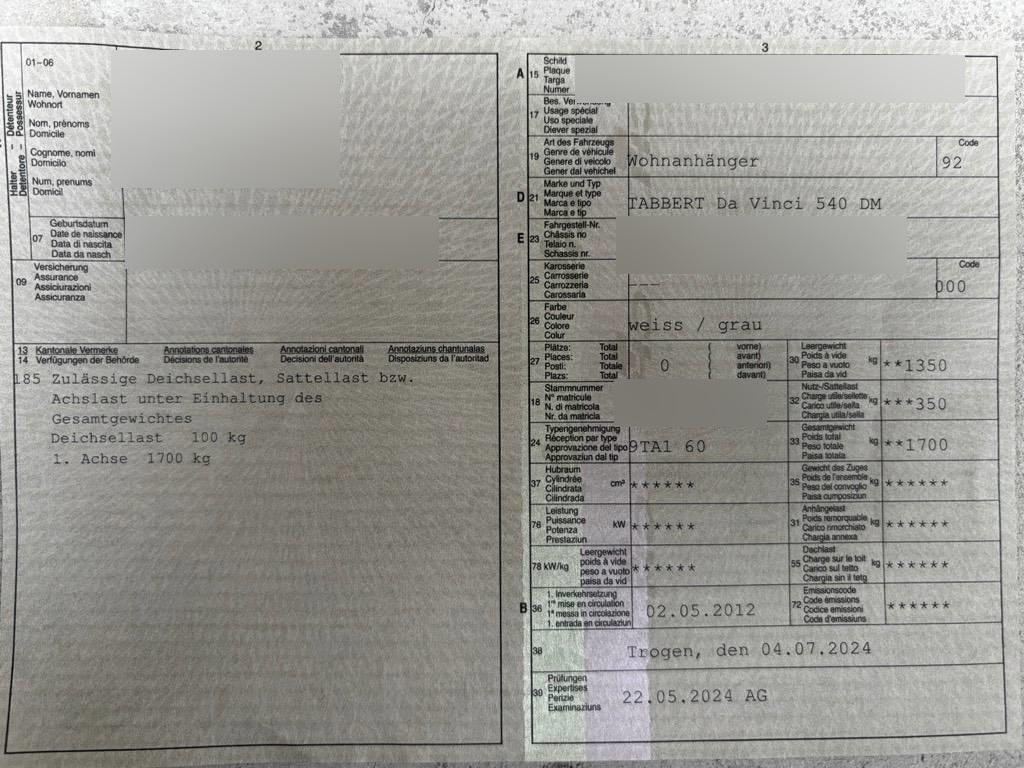 2
01-06
Halter - Détenteur
Detentore - Possessur
Name, Vornamen
Wohnort
Nom, prénoms
Domicile
Cognome, nomi
Domicilo
Num, prenums
Domicil
07
Geburtsdatum
Date de naissance
Data di nascita
Data da nasch
09
Versicherung
Assurance
Assiciurazioni
Assicuranza
13 Kantonale Vermerke Annotations cantonales Annotazioni cantonali Annotaziuns chantunalas
14 Verfügungen der Behörde Décisions de l'autorité Decisioni dell'autorità Disposiziuns da l'autoritad
185 Zulässige Deichsellast, Sattellast bzw.
Achslast unter Einhaltung des
Gesamtgewichtes
Deichsellast 100 kg
1. Achse 1700 kg
3
A 15
Schild
Plaque
Targa
Numer
17
Bes.
Usage spécial
Uso speciale
Diever spezial
19
Art des Fahrzeugs
Genre de véhicule
Genere di veicolo
Gener dal vehichel
Wohnanhänger
Code
92
D 21
Marke und Typ
Marque et type
Marca e tipo
Marca e tip
TABBERT Da Vinci 540 DM
E 23
Fahrgestell-Nr.
Châssis no
Telaio n.
Schassis nr.
25
Karosserie
Carrosserie
Carrozzeria
Carossaria
---
Code
000
26
Farbe
Couleur
Colore
Colur
weiss / grau
27
Plätze: Total ( vorne)
Places: Total ( avant)
Posti: Totale ( anteriori)
Plazs: Total ( davant)
0
30
Leergewicht
Poids à vide
Peso a vuoto
Paisa da vid
kg
**1350
18
Stammnummer
N° matricule
N. di matricola
Nr. da matricla
32
Nutz-/Sattellast
Charge utile/sellette
Carico utile/sella
Chargia utila/sella
kg
***350
24
Typengenehmigung
Réception par type
Approvazione del tipo
Approvaziun dal tip
9TA1 60
33
Gesamtgewicht
Poids total
Peso totale
Paisa totala
kg
**1700
37
Hubraum
Cylindrée
Cilindrata
Cilindrada
cm³
******
35
Gewicht des Zuges
Poids de l'ensemble
Peso del convoglio
Paisa cumposiziun
kg
******
76
Leistung
Puissance
Potenza
Prestaziun
kW
******
31
Anhängelast
Poids remorquable
Carico rimorchiato
Chargia annexa
kg
******
78 kW/kg
Leergewicht
poids à vide
peso a vuoto
paisa da vid
******
55
Dachlast
Charge sur le toit
Carico sul tetto
Chargia sin il tetg
kg
******
B 36
1. Inverkehrsetzung
1re mise en circulation
1a messa in circolazione
1. entrada en circulaziun
02.05.2012
72
Emissionscode
Code émissions
Codice emissioni
Code d'emissiuns
******
38
Trogen, den 04.07.2024
39
Prüfungen
Expertises
Perizie
Examinaziuns
22.05.2024 AG